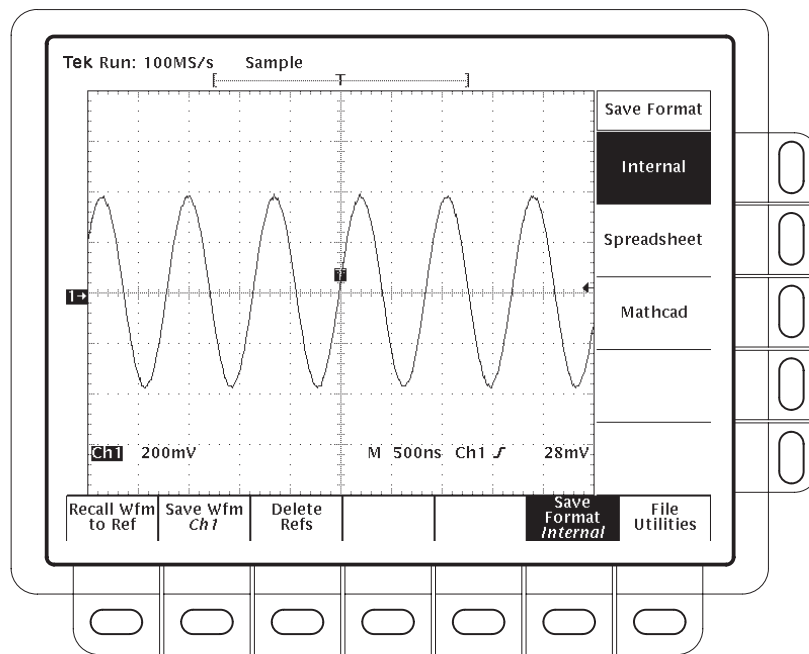 Tek Run: 100MS/s Sample
[ T ]
Save Format
Internal
Spreadsheet
T
1→
Mathcad
Ch1 200mV M 500ns Ch1 28mV
Recall Wfm
to Ref
Save Wfm
Ch1
Delete
Refs
Save
Format
Internal
File
Utilities